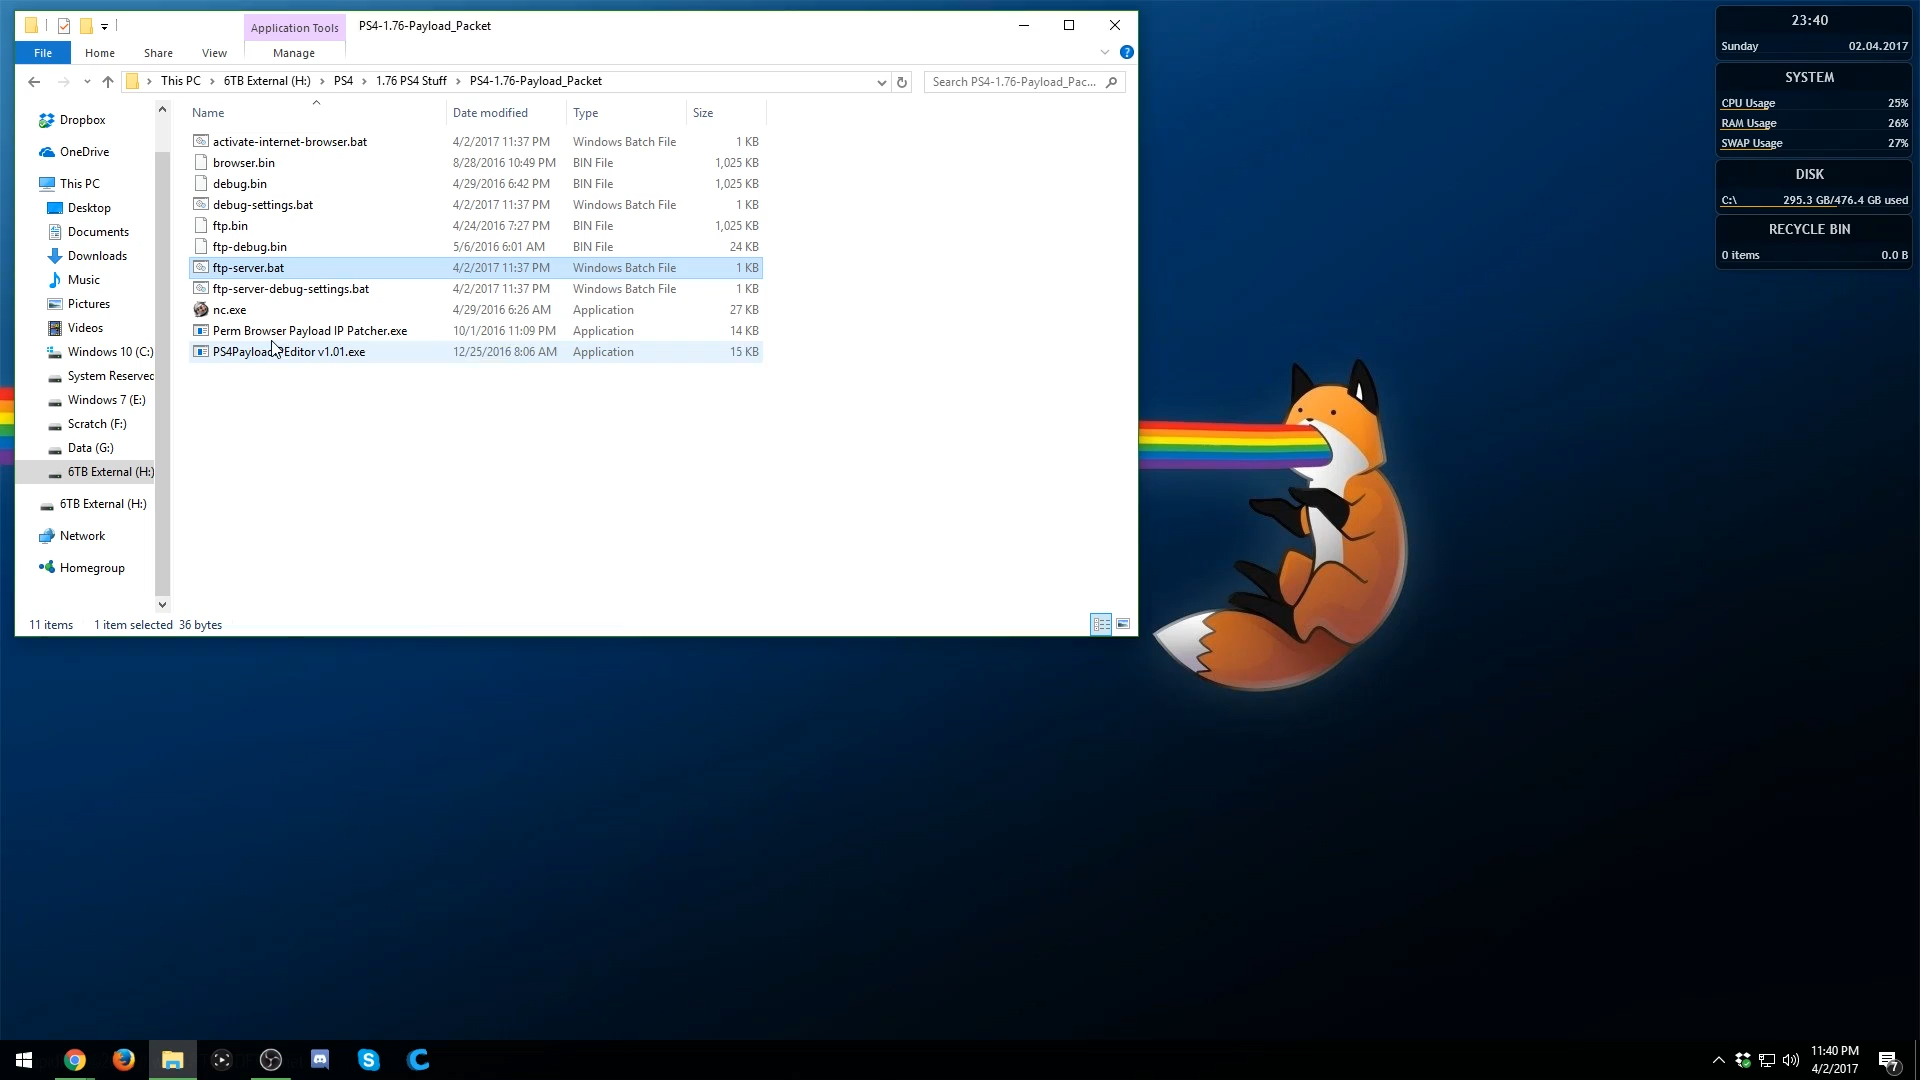 Application Tools PS4-1.76-Payload_Packet
File Home Share View Manage
This PC 6TB External (H:) PS4 1.76 PS4 Stuff PS4-1.76-Payload_Packet Search PS4-1.76-Payload_Pac...
Name Date modified Type Size
activate-internet-browser.bat 4/2/2017 11:37 PM Windows Batch File 1 KB
browser.bin 8/28/2016 10:49 PM BIN File 1,025 KB
debug.bin 4/29/2016 6:42 PM BIN File 1,025 KB
debug-settings.bat 4/2/2017 11:37 PM Windows Batch File 1 KB
ftp.bin 4/24/2016 7:27 PM BIN File 1,025 KB
ftp-debug.bin 5/6/2016 6:01 AM BIN File 24 KB
ftp-server.bat 4/2/2017 11:37 PM Windows Batch File 1 KB
ftp-server-debug-settings.bat 4/2/2017 11:37 PM Windows Batch File 1 KB
nc.exe 4/29/2016 6:26 AM Application 27 KB
Perm Browser Payload IP Patcher.exe 10/1/2016 11:09 PM Application 14 KB
v1.01.exe 12/25/2016 8:06 AM Application 15 KB
Dropbox
OneDrive
This PC
Desktop
Documents
Downloads
Music
Pictures
Videos
Windows 10 (C:)
System Reserved
Windows 7 (E:)
Scratch (F:)
Data (G:)
6TB External (H:)
6TB External (H:)
Network
Homegroup
11 items 1 item selected 36 bytes
23:40
Sunday 02.04.2017
SYSTEM
CPU Usage 25%
RAM Usage 26%
SWAP Usage 27%
DISK
C:\ 295.3 GB/476.4 GB used
RECYCLE BIN
0 items 0.0 B
11:40 PM
4/2/2017
7